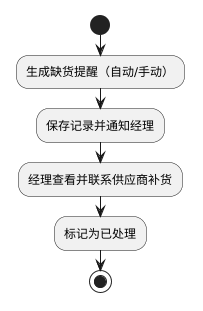 生成缺货提醒（自动/手动）
保存记录并通知经理
经理查看并联系供应商补货
标记为已处理